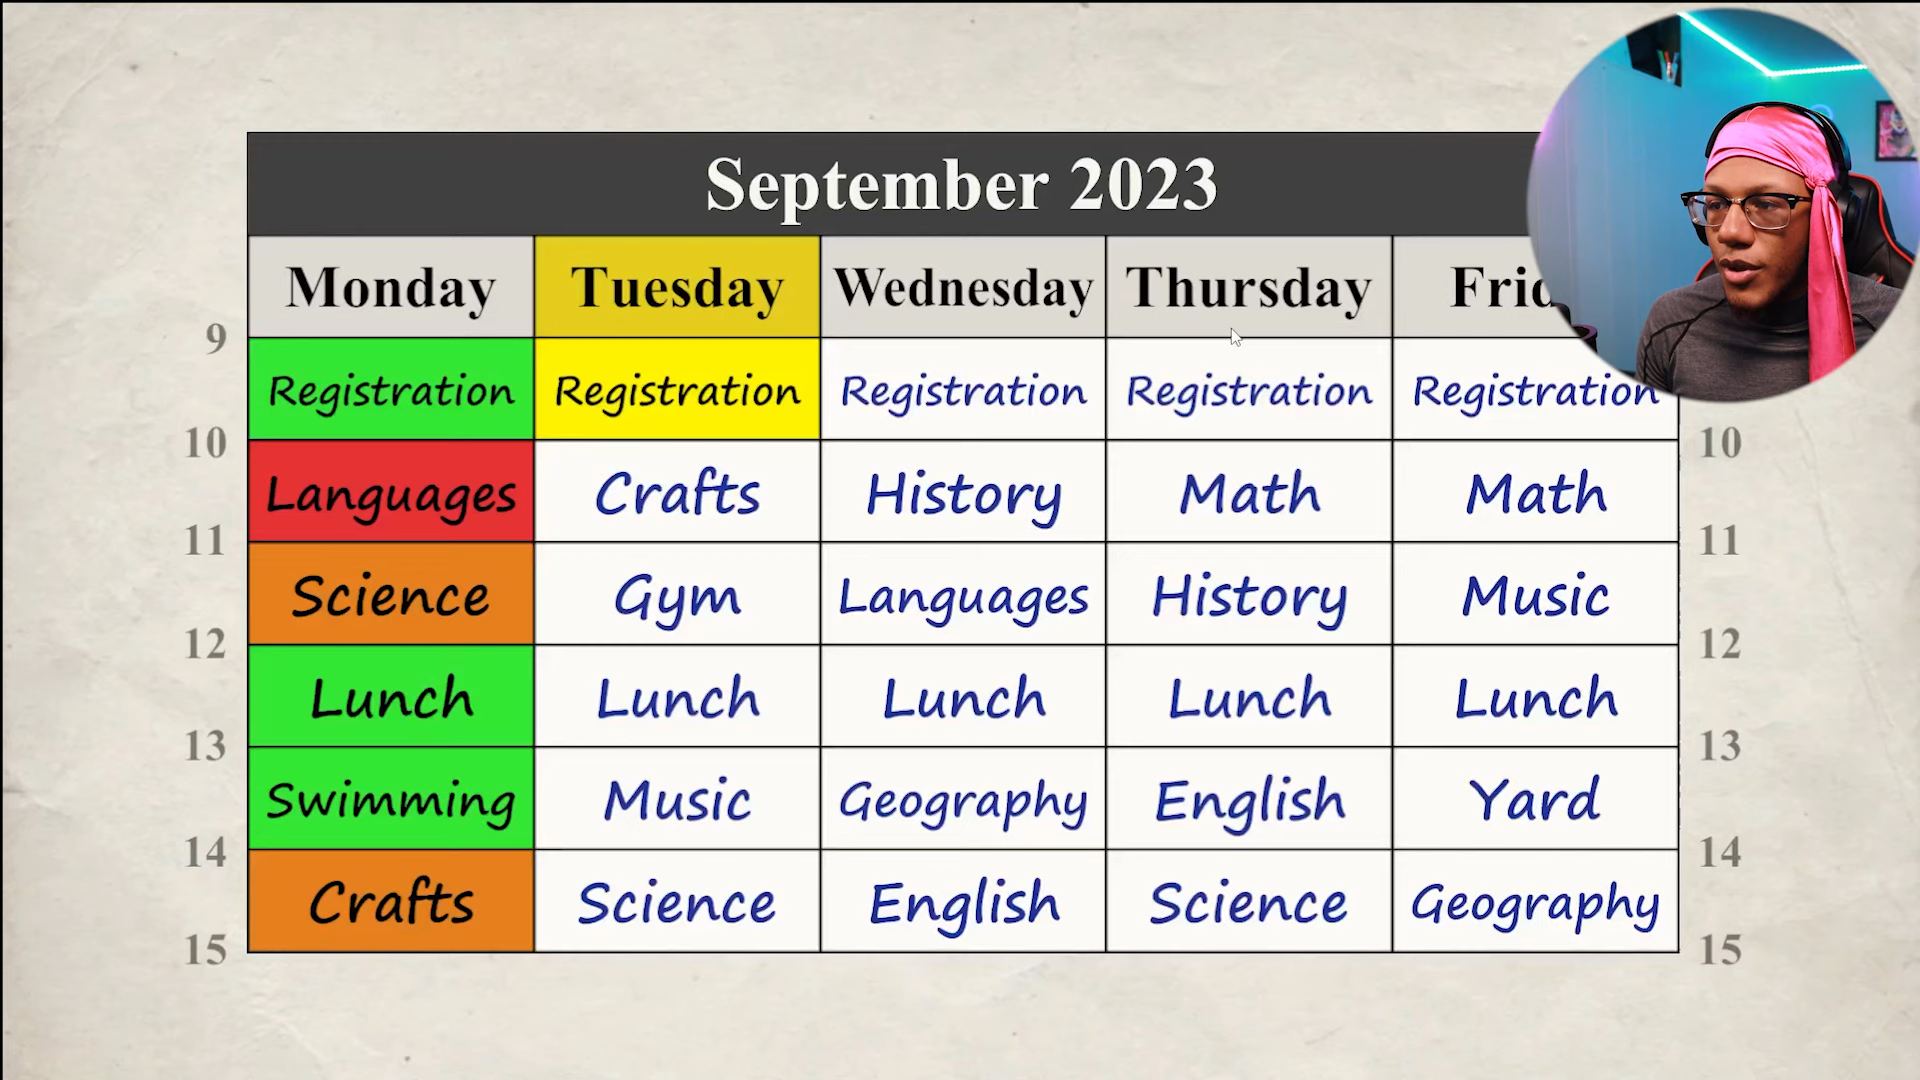 September 2023
Monday Tuesday Wednesday Thursday Frid
9
Registration Registration Registration Registration Registration
10 10
Languages Crafts History Math Math
11 11
Science Gym Languages History Music
12 12
Lunch Lunch Lunch Lunch Lunch
13 13
Swimming Music Geography English Yard
14 14
Crafts Science English Science Geography
15 15